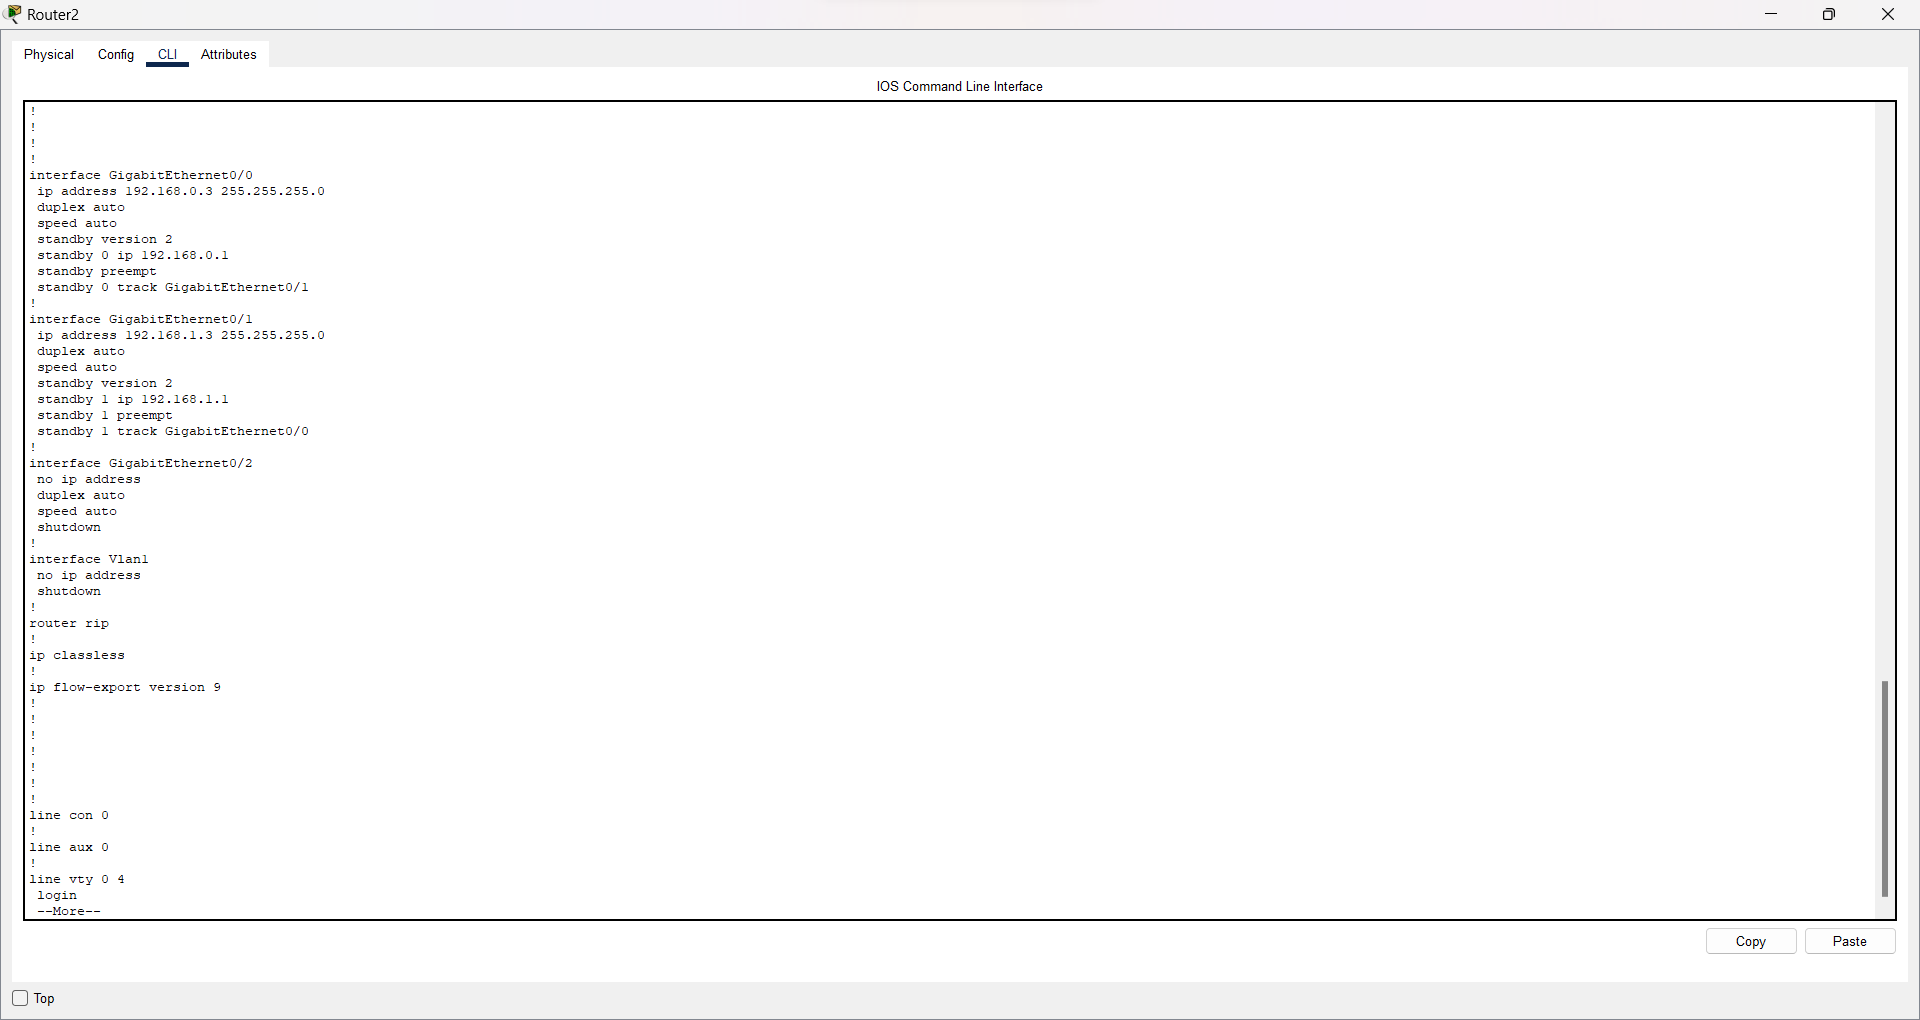 Router2
Physical Config CLI Attributes
IOS Command Line Interface
!
!
!
!
interface GigabitEthernet0/0
 ip address 192.168.0.3 255.255.255.0
 duplex auto
 speed auto
 standby version 2
 standby 0 ip 192.168.0.1
 standby preempt
 standby 0 track GigabitEthernet0/1
!
interface GigabitEthernet0/1
 ip address 192.168.1.3 255.255.255.0
 duplex auto
 speed auto
 standby version 2
 standby 1 ip 192.168.1.1
 standby 1 preempt
 standby 1 track GigabitEthernet0/0
!
interface GigabitEthernet0/2
 no ip address
 duplex auto
 speed auto
 shutdown
!
interface Vlan1
 no ip address
 shutdown
!
router rip
!
ip classless
!
ip flow-export version 9
!
!
!
!
!
!
!
line con 0
!
line aux 0
!
line vty 0 4
 login
 --More--
Copy Paste
Top